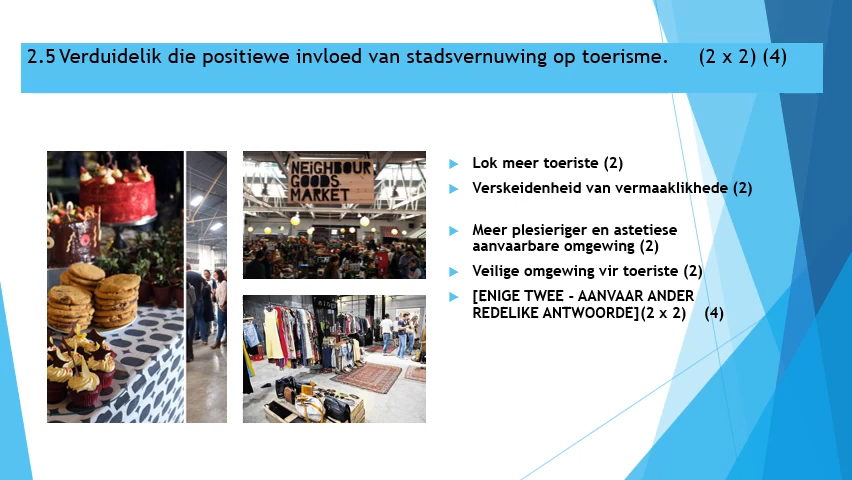 2.5 Verduidelik die positiewe invloed van stadsvernuwing op toerisme. (2 x 2) (4)
NEiGHBOUR
GOODS
MARKET
Lok meer toeriste (2)
Verskeidenheid van vermaaklikhede (2)
Meer plesieriger en astetiese
aanvaarbare omgewing (2)
Veilige omgewing vir toeriste (2)
[ENIGE TWEE - AANVAAR ANDER
REDELIKE ANTWOORDE](2 x 2) (4)